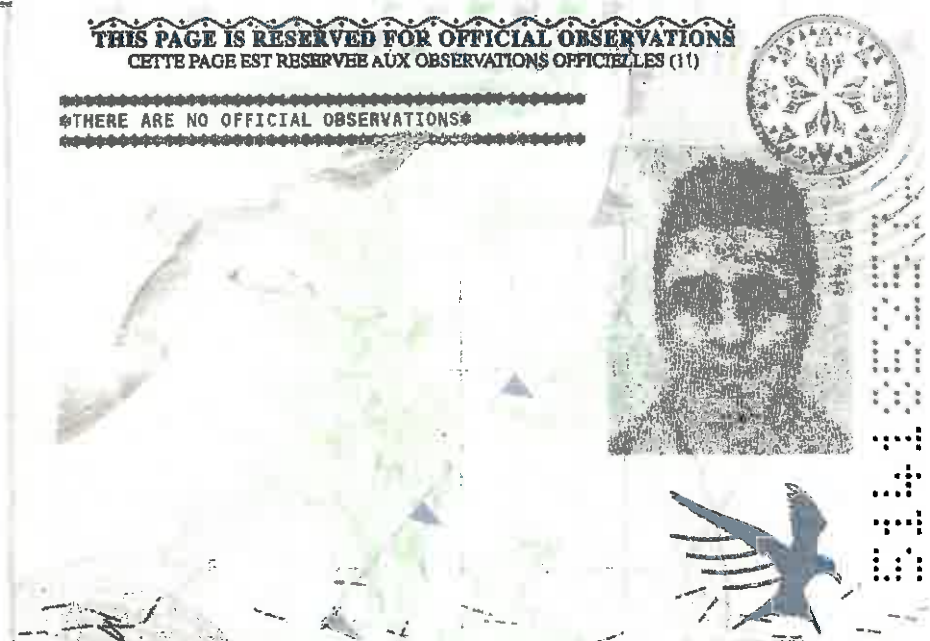 THIS PAGE IS RESERVED FOR OFFICIAL OBSERVATIONS
CETTE PAGE EST RESERVEE AUX OBSERVATIONS OFFICIELLES (11)
*THERE ARE NO OFFICIAL OBSERVATIONS*